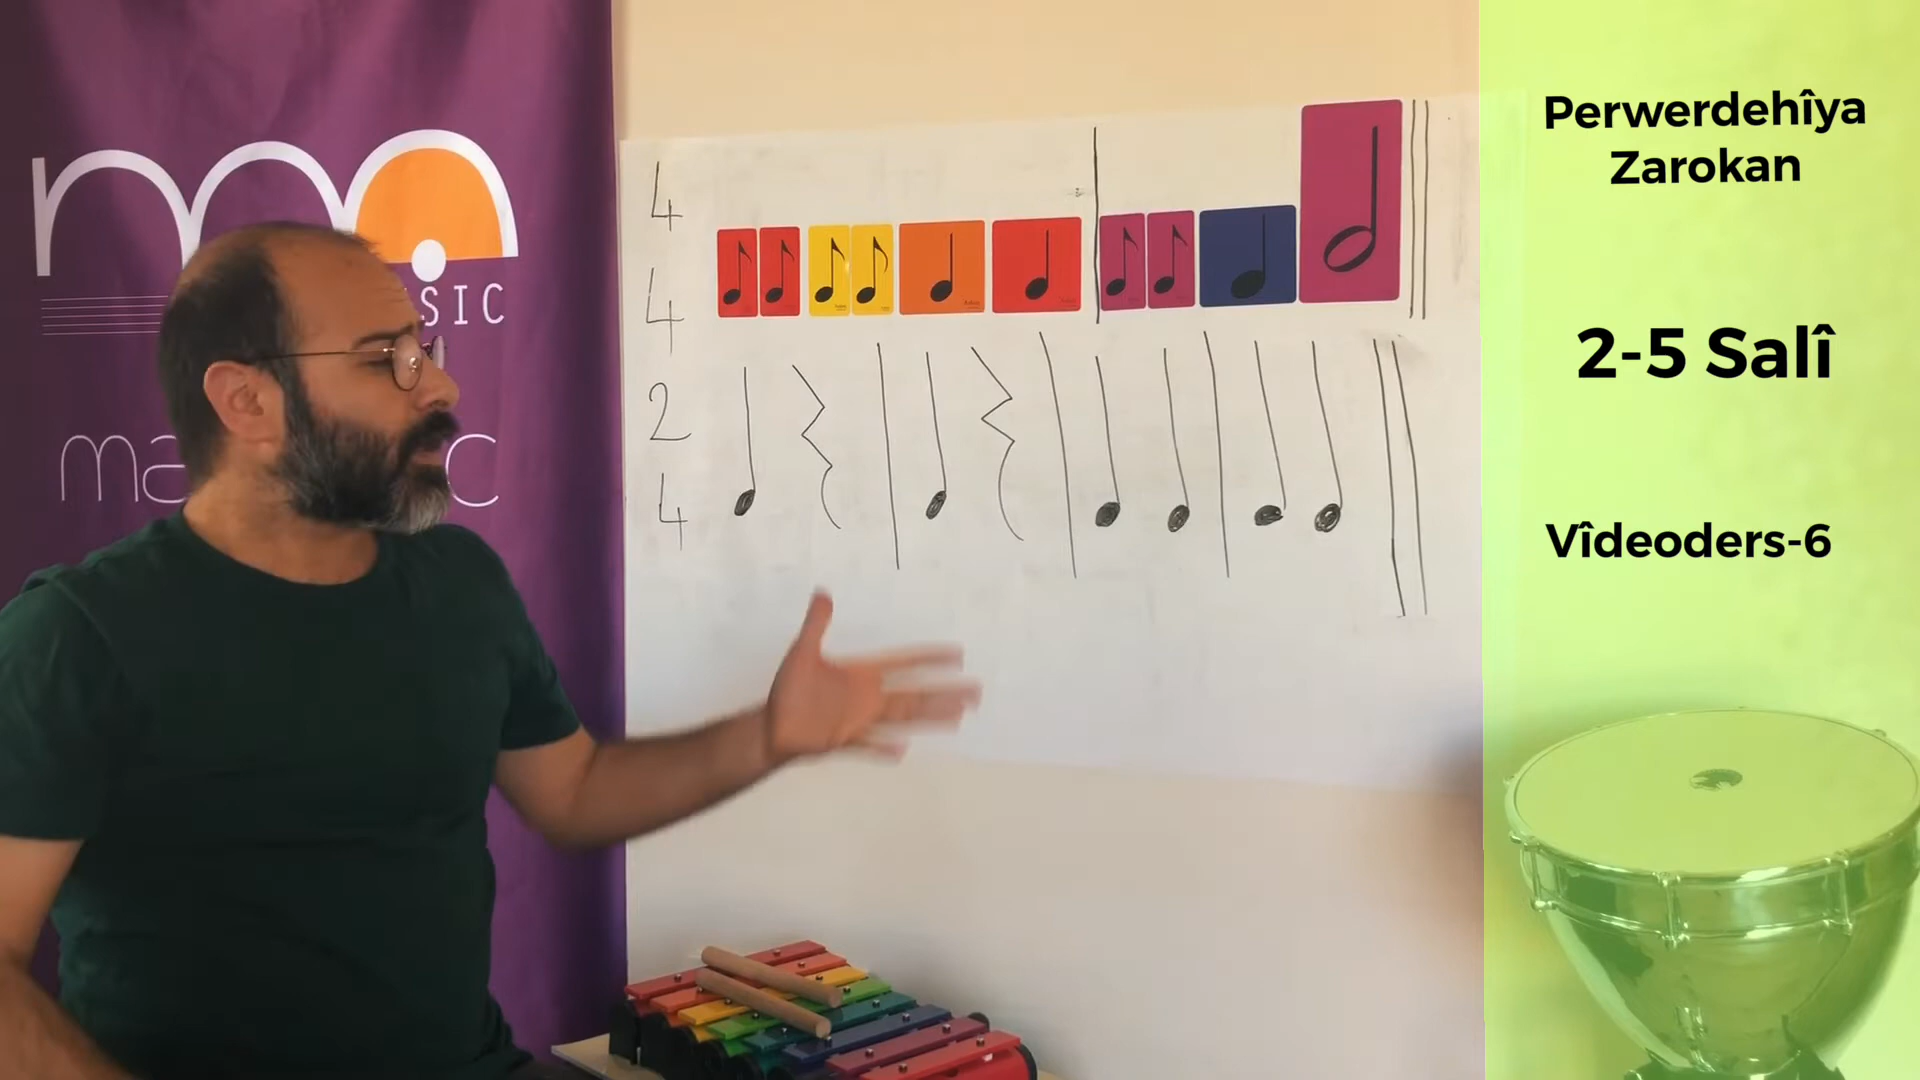 SIC
ma
c
4
4
2
4
Perwerdehîya
Zarokan
2-5 Salî
Vîdeoders-6